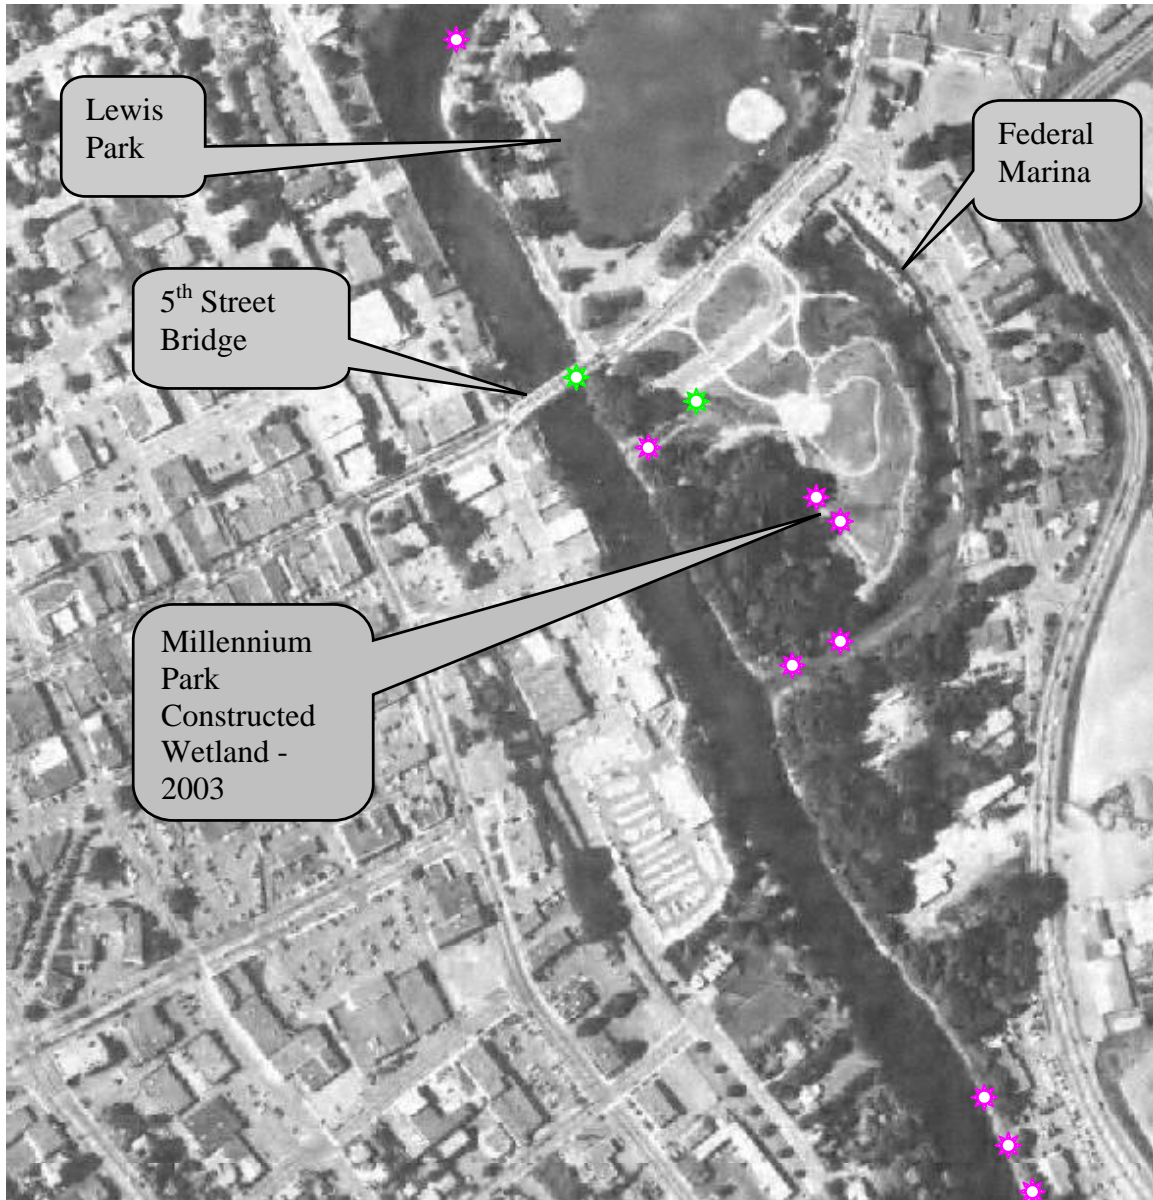 Lewis
Park
Federal
Marina
5th Street
Bridge
Millennium
Park
Constructed
Wetland -
2003